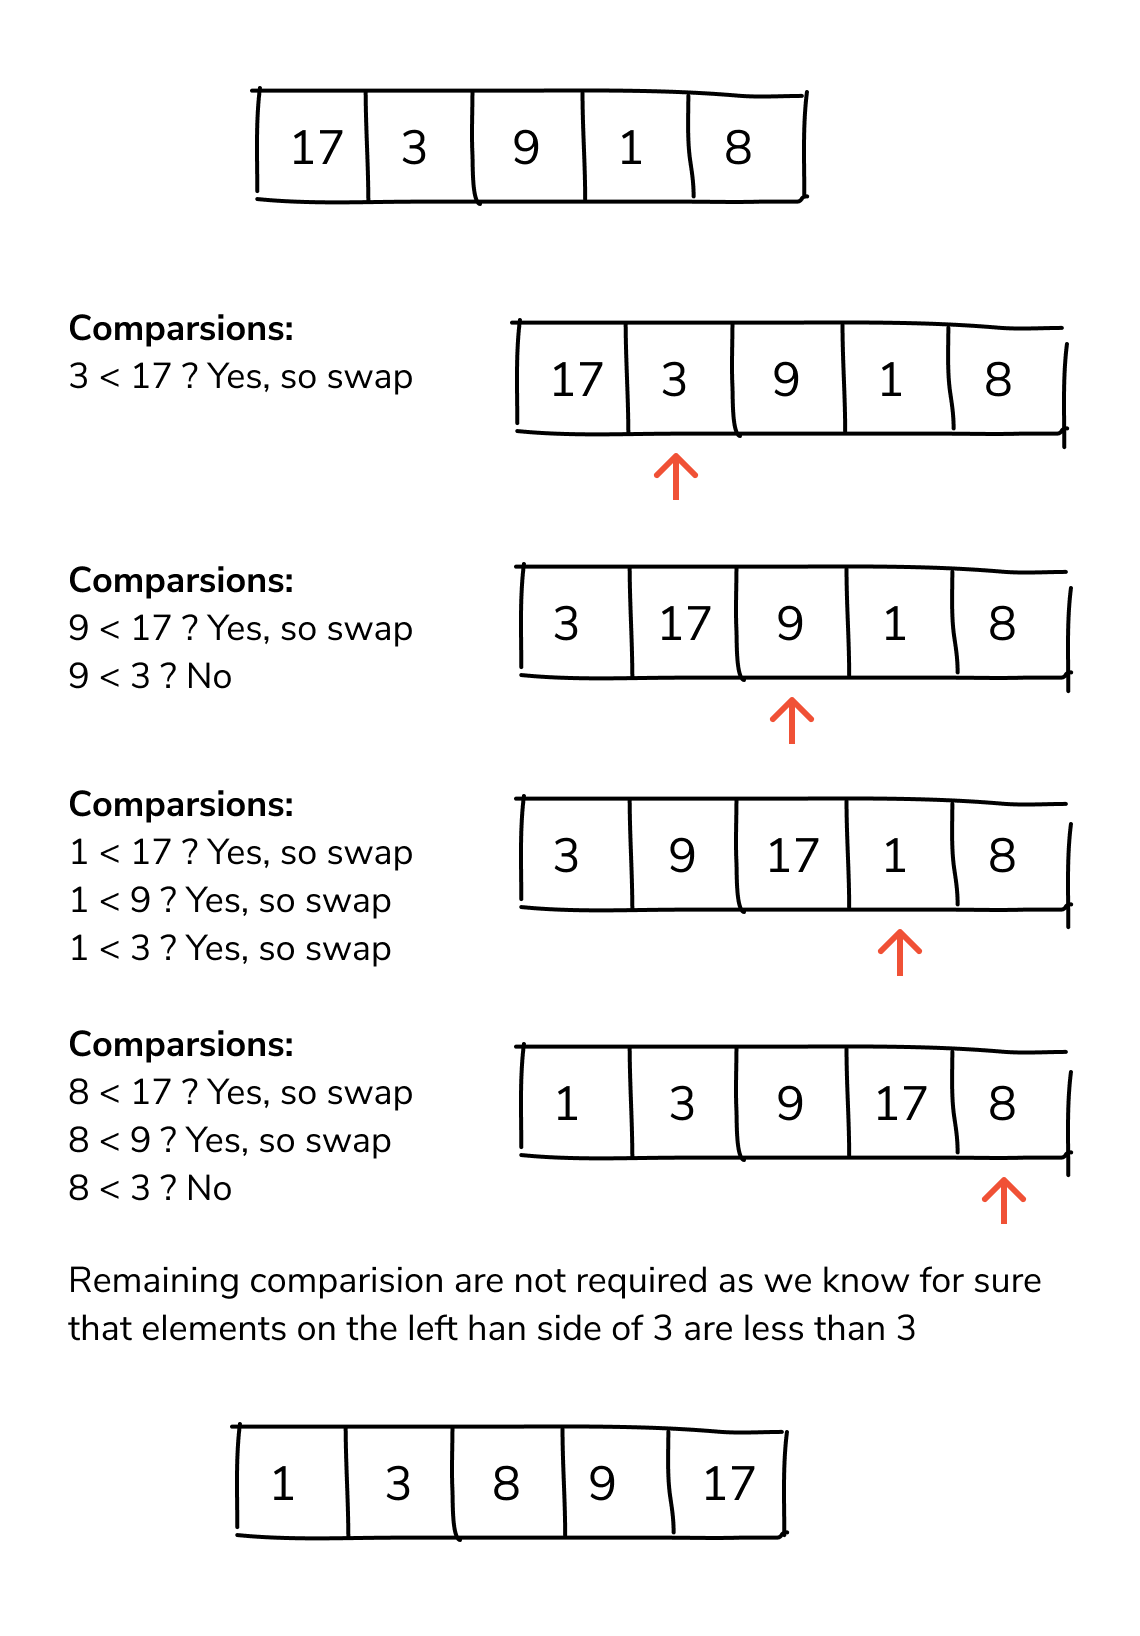 17 3 9 1 8
Comparsions:
3 < 17 ? Yes, so swap
17 3 9 1 8
Comparsions:
9 < 17 ? Yes, so swap
9 < 3 ? No
3 17 9 1 8
Comparsions:
1 < 17 ? Yes, so swap
1 < 9 ? Yes, so swap
1 < 3 ? Yes, so swap
3 9 17 1 8
Comparsions:
8 < 17 ? Yes, so swap
8 < 9 ? Yes, so swap
8 < 3 ? No
1 3 9 17 8
Remaining comparision are not required as we know for sure
that elements on the left han side of 3 are less than 3
1 3 8 9 17